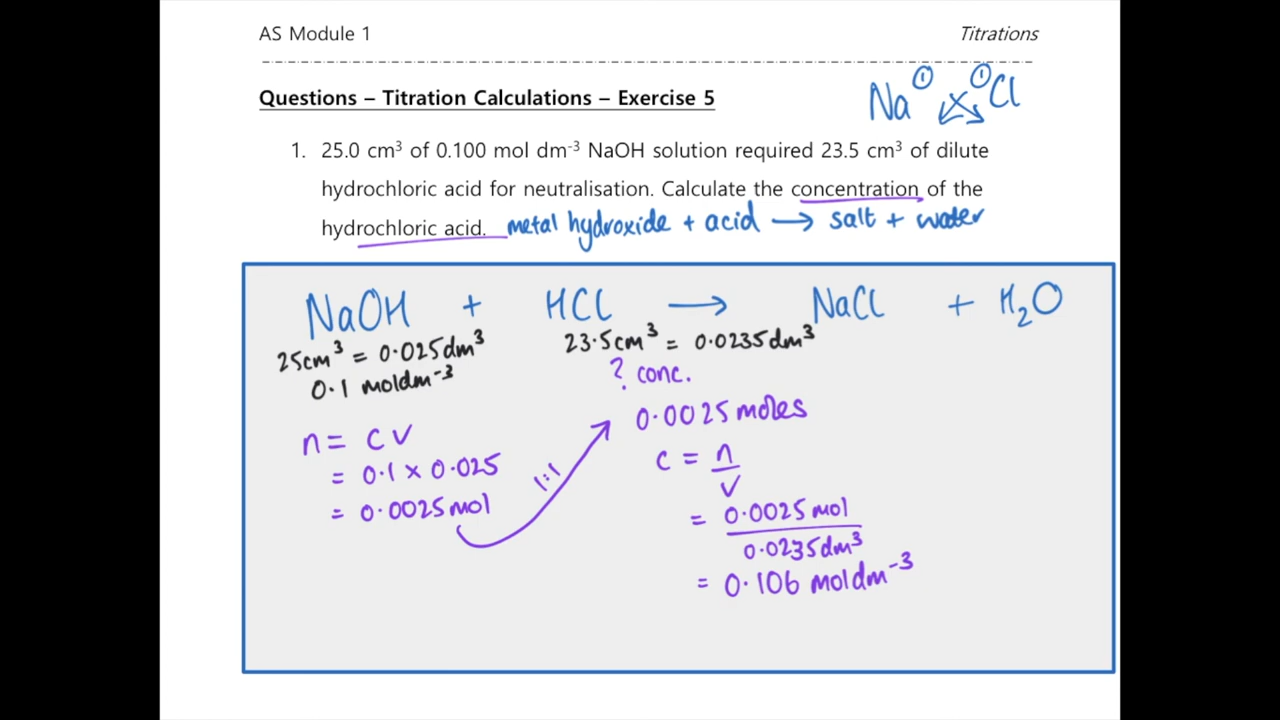 AS Module 1 Titrations
Questions – Titration Calculations – Exercise 5
Na ① ① Cl
1. 25.0 cm³ of 0.100 mol dm⁻³ NaOH solution required 23.5 cm³ of dilute
hydrochloric acid for neutralisation. Calculate the concentration of the
hydrochloric acid. metal hydroxide + acid → salt + water
NaOH + HCl → NaCl + H₂O
25cm³ = 0.025dm³ 23.5cm³ = 0.0235dm³
0.1 moldm⁻³ ? conc.
0.0025 moles
n = cv
c = n/v
= 0.1 × 0.025
1:1
= 0.0025 mol
= 0.0025 mol
0.0235dm³
= 0.106 moldm⁻³